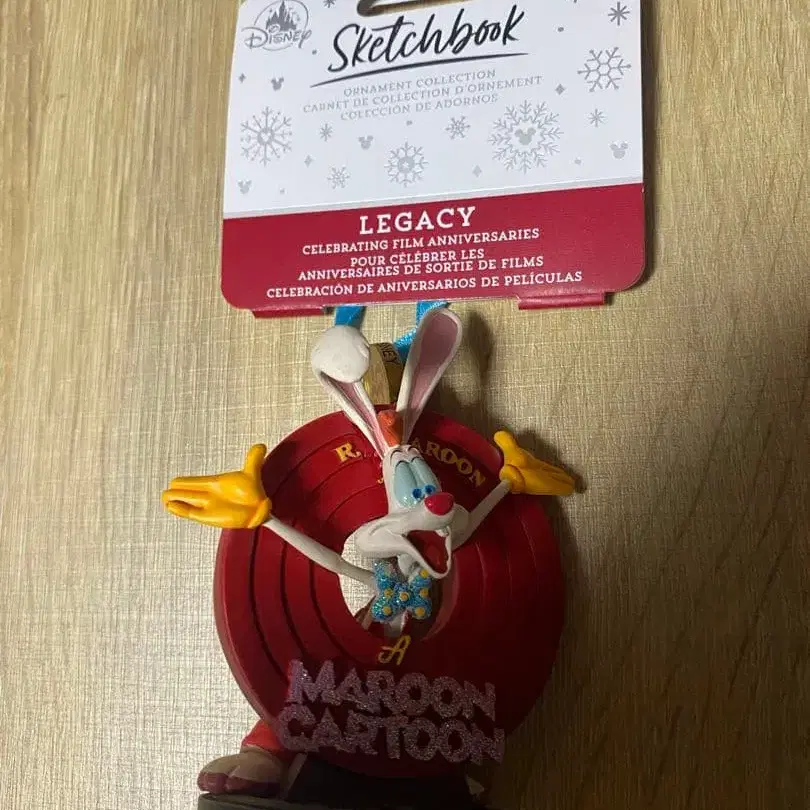 Disney
Sketchbook
ORNAMENT COLLECTION
CARNET DE COLLECTION D'ORNEMENT
COLECCIÓN DE ADORNOS
LEGACY
CELEBRATING FILM ANNIVERSARIES
POUR CÉLÉBRER LES
ANNIVERSAIRES DE SORTIE DE FILMS
CELEBRACIÓN DE ANIVERSARIOS DE PELÍCULAS
R.
A
MAROON
CARTOON